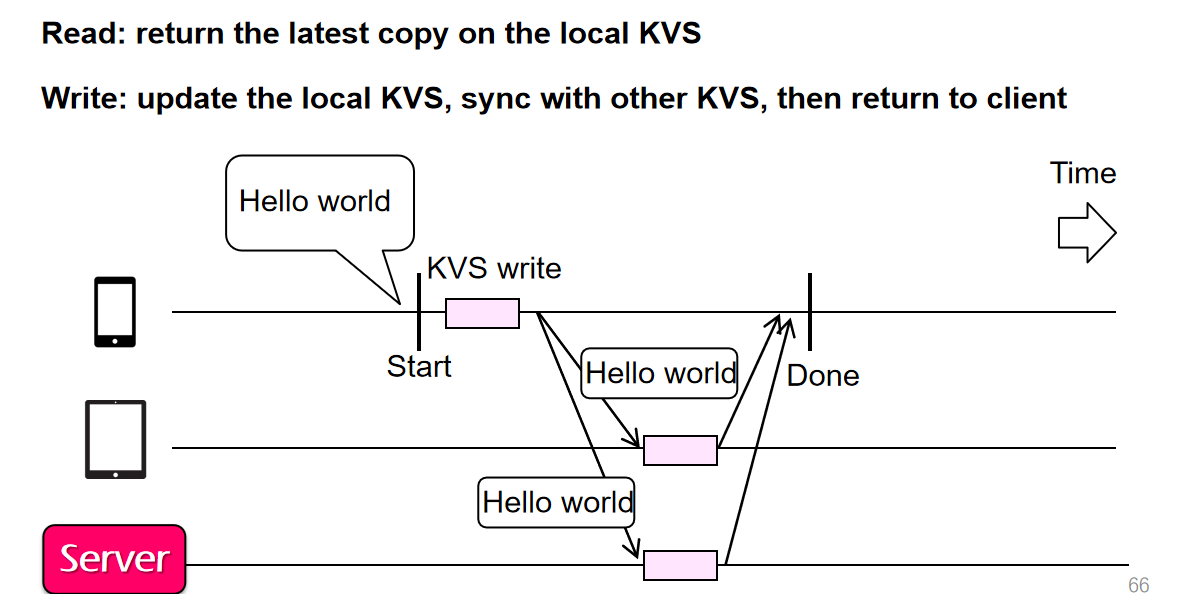 Read: return the latest copy on the local KVS
Write: update the local KVS, sync with other KVS, then return to client
Time
Hello world
KVS write
Start
Hello world
Done
Hello world
Server
66